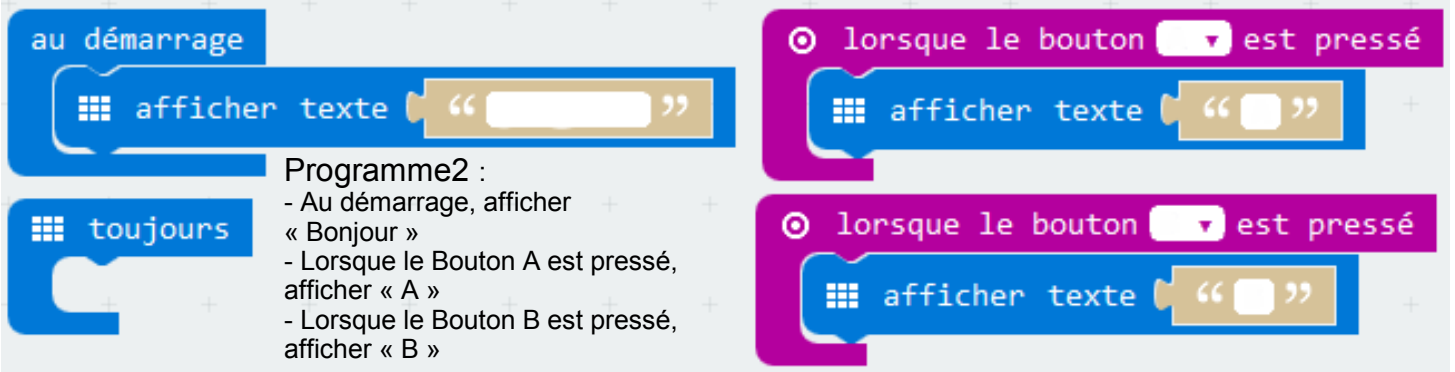 au démarrage
afficher texte “ ”
toujours
Programme2 :
- Au démarrage, afficher
« Bonjour »
- Lorsque le Bouton A est pressé,
afficher « A »
- Lorsque le Bouton B est pressé,
afficher « B »
lorsque le bouton est pressé
afficher texte “ ”
lorsque le bouton est pressé
afficher texte “ ”